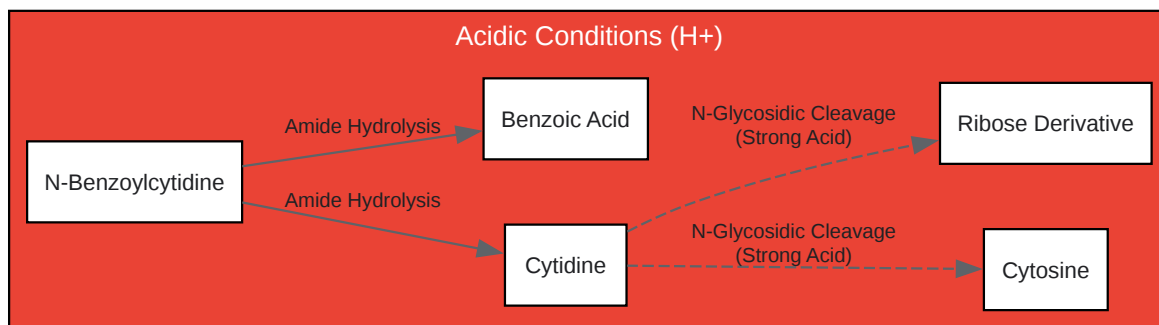 Acidic Conditions (H+)
N-Benzoylcytidine
Amide Hydrolysis
Benzoic Acid
Amide Hydrolysis
Cytidine
N-Glycosidic Cleavage
(Strong Acid)
Ribose Derivative
N-Glycosidic Cleavage
(Strong Acid)
Cytosine